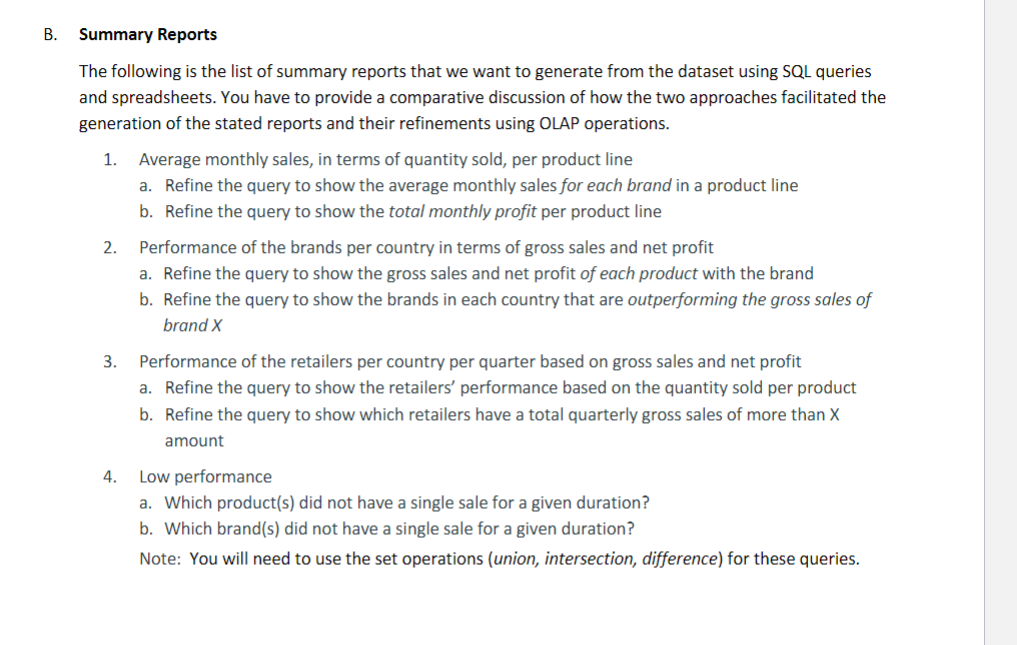 B. Summary Reports
The following is the list of summary reports that we want to generate from the dataset using SQL queries
and spreadsheets. You have to provide a comparative discussion of how the two approaches facilitated the
generation of the stated reports and their refinements using OLAP operations.
1. Average monthly sales, in terms of quantity sold, per product line
a. Refine the query to show the average monthly sales for each brand in a product line
b. Refine the query to show the total monthly profit per product line
2. Performance of the brands per country in terms of gross sales and net profit
a. Refine the query to show the gross sales and net profit of each product with the brand
b. Refine the query to show the brands in each country that are outperforming the gross sales of
brand X
3. Performance of the retailers per country per quarter based on gross sales and net profit
a. Refine the query to show the retailers’ performance based on the quantity sold per product
b. Refine the query to show which retailers have a total quarterly gross sales of more than X
amount
4. Low performance
a. Which product(s) did not have a single sale for a given duration?
b. Which brand(s) did not have a single sale for a given duration?
Note: You will need to use the set operations (union, intersection, difference) for these queries.